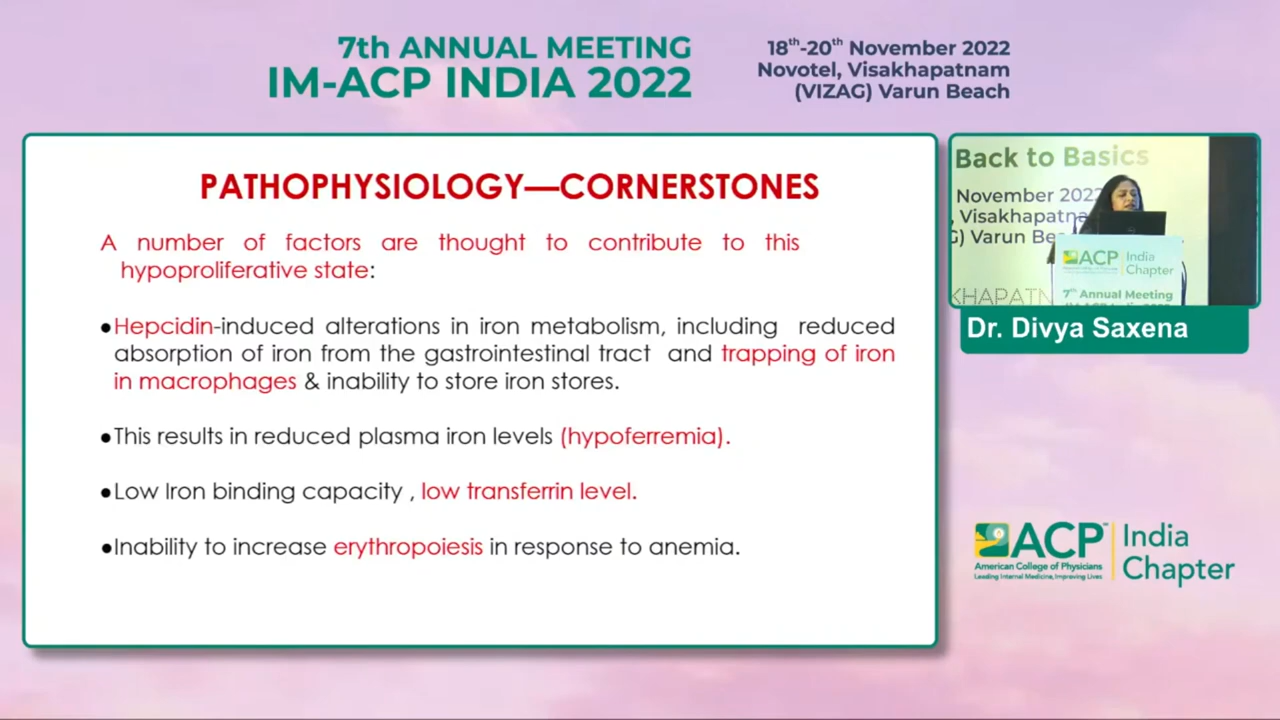 7th ANNUAL MEETING
IM-ACP INDIA 2022
18th-20th November 2022
Novotel, Visakhapatnam
(VIZAG) Varun Beach
PATHOPHYSIOLOGY—CORNERSTONES
A number of factors are thought to contribute to this
hypoproliferative state:
●Hepcidin-induced alterations in iron metabolism, including reduced
absorption of iron from the gastrointestinal tract and trapping of iron
in macrophages & inability to store iron stores.
●This results in reduced plasma iron levels (hypoferremia).
●Low Iron binding capacity , low transferrin level.
●Inability to increase erythropoiesis in response to anemia.
Back to Basics
November 2022
, Visakhapatna
G) Varun Be
KHAPATN
ACP India
Chapter
7th Annual Meeting
Dr. Divya Saxena
ACP™ India
Chapter
American College of Physicians
Leading Internal Medicine, Improving Lives